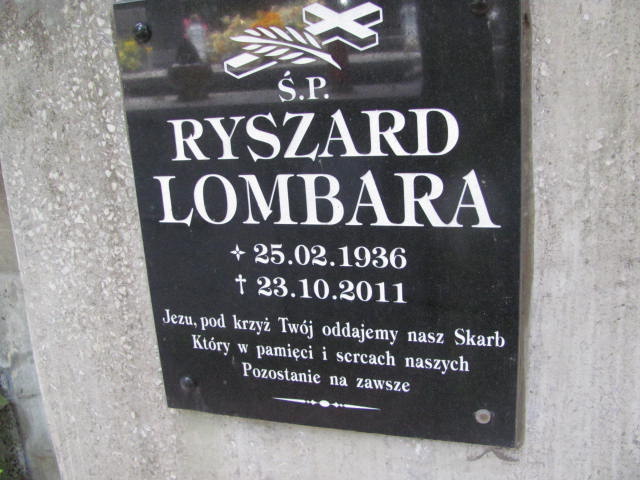 Ś.P.
RYSZARD
LOMBARA
✧ 25.02.1936
† 23.10.2011
Jezu, pod krzyż Twój oddajemy nasz Skarb
Który w pamięci i sercach naszych
Pozostanie na zawsze